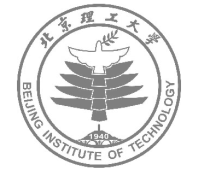 北京理工大学
1940
BEIJING INSTITUTE OF TECHNOLOGY